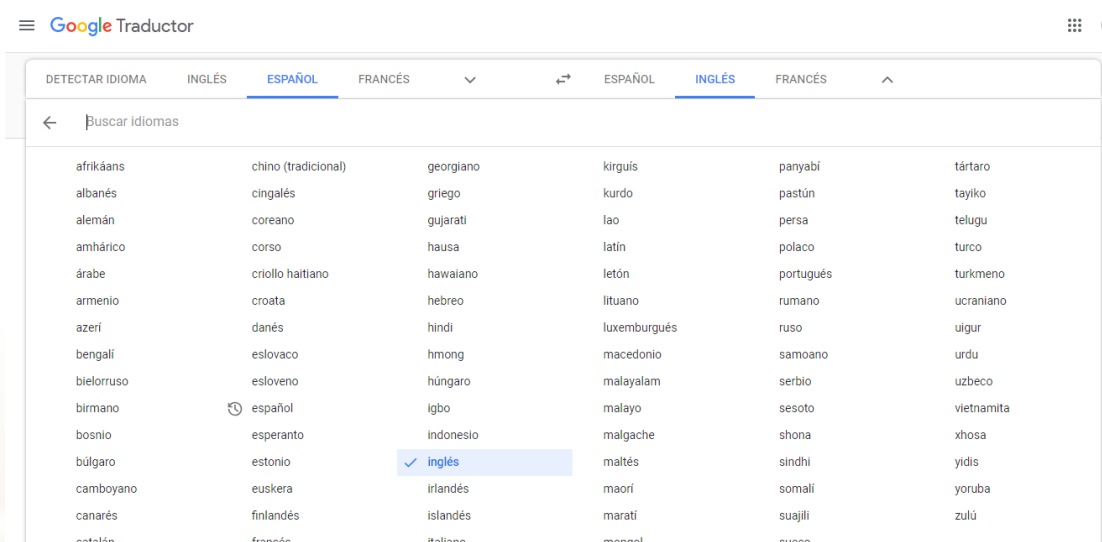 Google Traductor
DETECTAR IDIOMA INGLÉS ESPAÑOL FRANCÉS ESPAÑOL INGLÉS FRANCÉS
Buscar idiomas
afrikáans chino (tradicional) georgiano kirguís panyabí tártaro
albanés cingalés griego kurdo pastún tayiko
alemán coreano gujarati lao persa telugu
amhárico corso hausa latín polaco turco
árabe criollo haitiano hawaiano letón portugués turkmeno
armenio croata hebreo lituano rumano ucraniano
azerí danés hindi luxemburgués ruso uigur
bengalí eslovaco hmong macedonio samoano urdu
bielorruso esloveno húngaro malayalam serbio uzbeco
birmano español igbo malayo sesoto vietnamita
bosnio esperanto indonesio malgache shona xhosa
búlgaro estonio inglés maltés sindhi yidis
camboyano euskera irlandés maorí somalí yoruba
canarés finlandés islandés maratí suajili zulú
catalán francés italiano mongol sueco